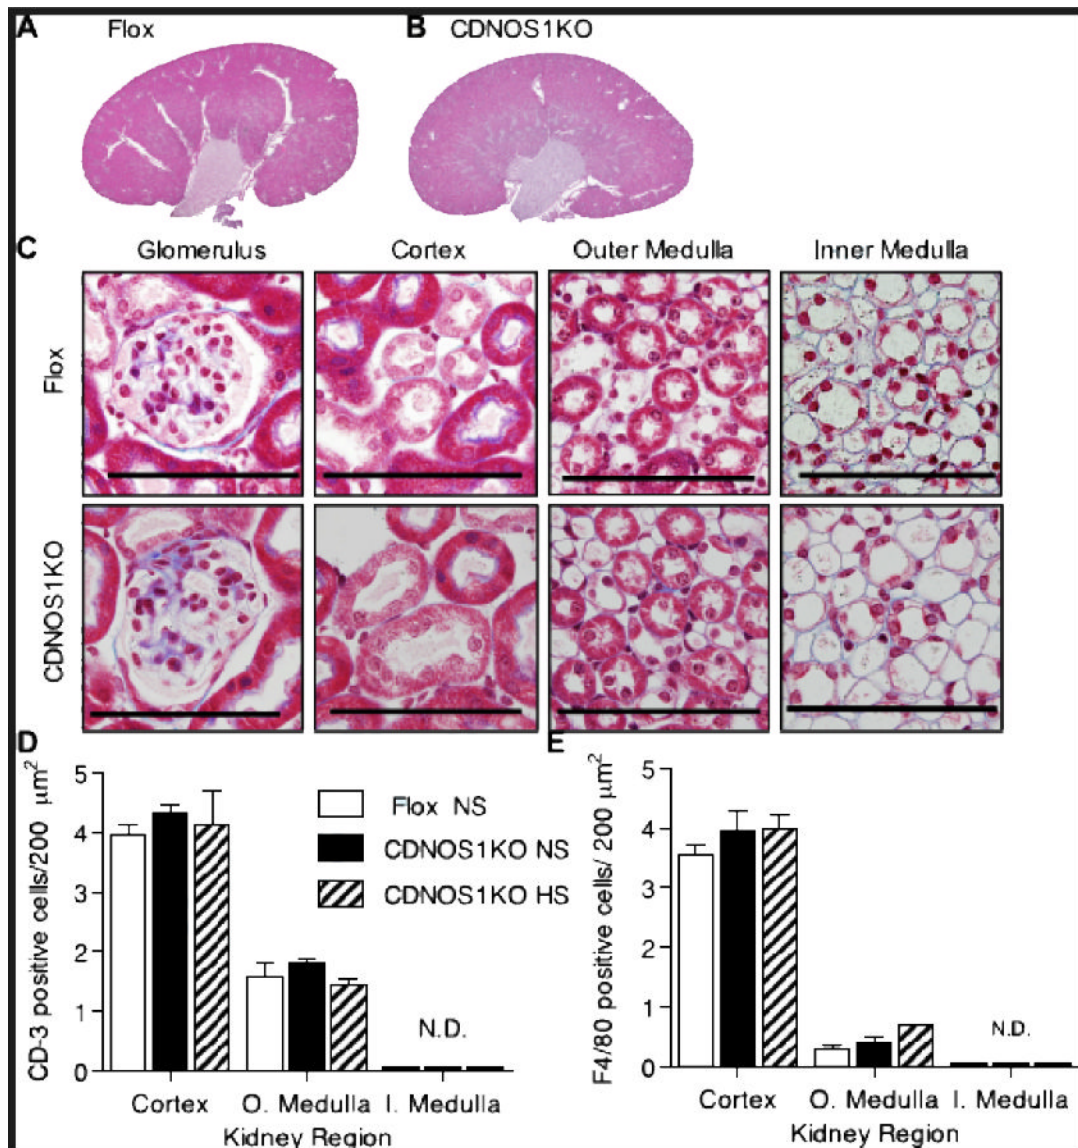 A Flox B CDNOS1KO
C Glomerulus Cortex Outer Medulla Inner Medulla
Flox
CDNOS1KO
D
CD-3 positive cells/200 μm²
5
4
3
2
1
0
Flox NS
CDNOS1KO NS
CDNOS1KO HS
N.D.
Cortex O. Medulla I. Medulla
Kidney Region
E
F4/80 positive cells/ 200 μm²
5
4
3
2
1
0
N.D.
Cortex O. Medulla I. Medulla
Kidney Region